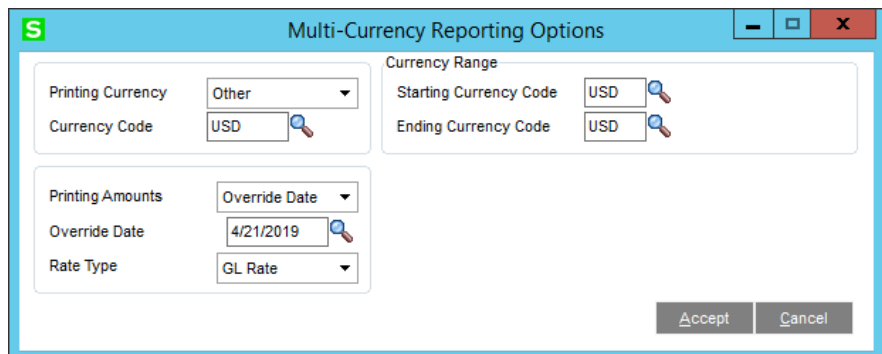 S Multi-Currency Reporting Options X
Currency Range
Printing Currency Other Starting Currency Code USD
Currency Code USD Ending Currency Code USD
Printing Amounts Override Date
Override Date 4/21/2019
Rate Type GL Rate
Accept Cancel